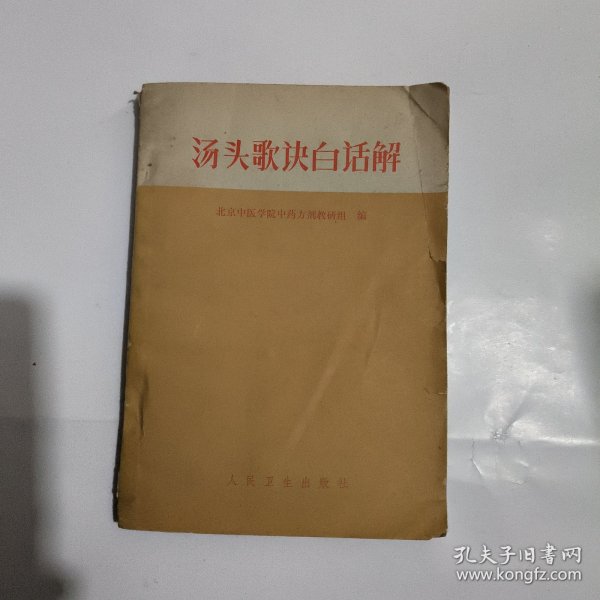 汤头歌诀白话解
北京中医学院中药方剂教研组 编
人民卫生出版社
孔夫子旧书网
www.kongfz.com